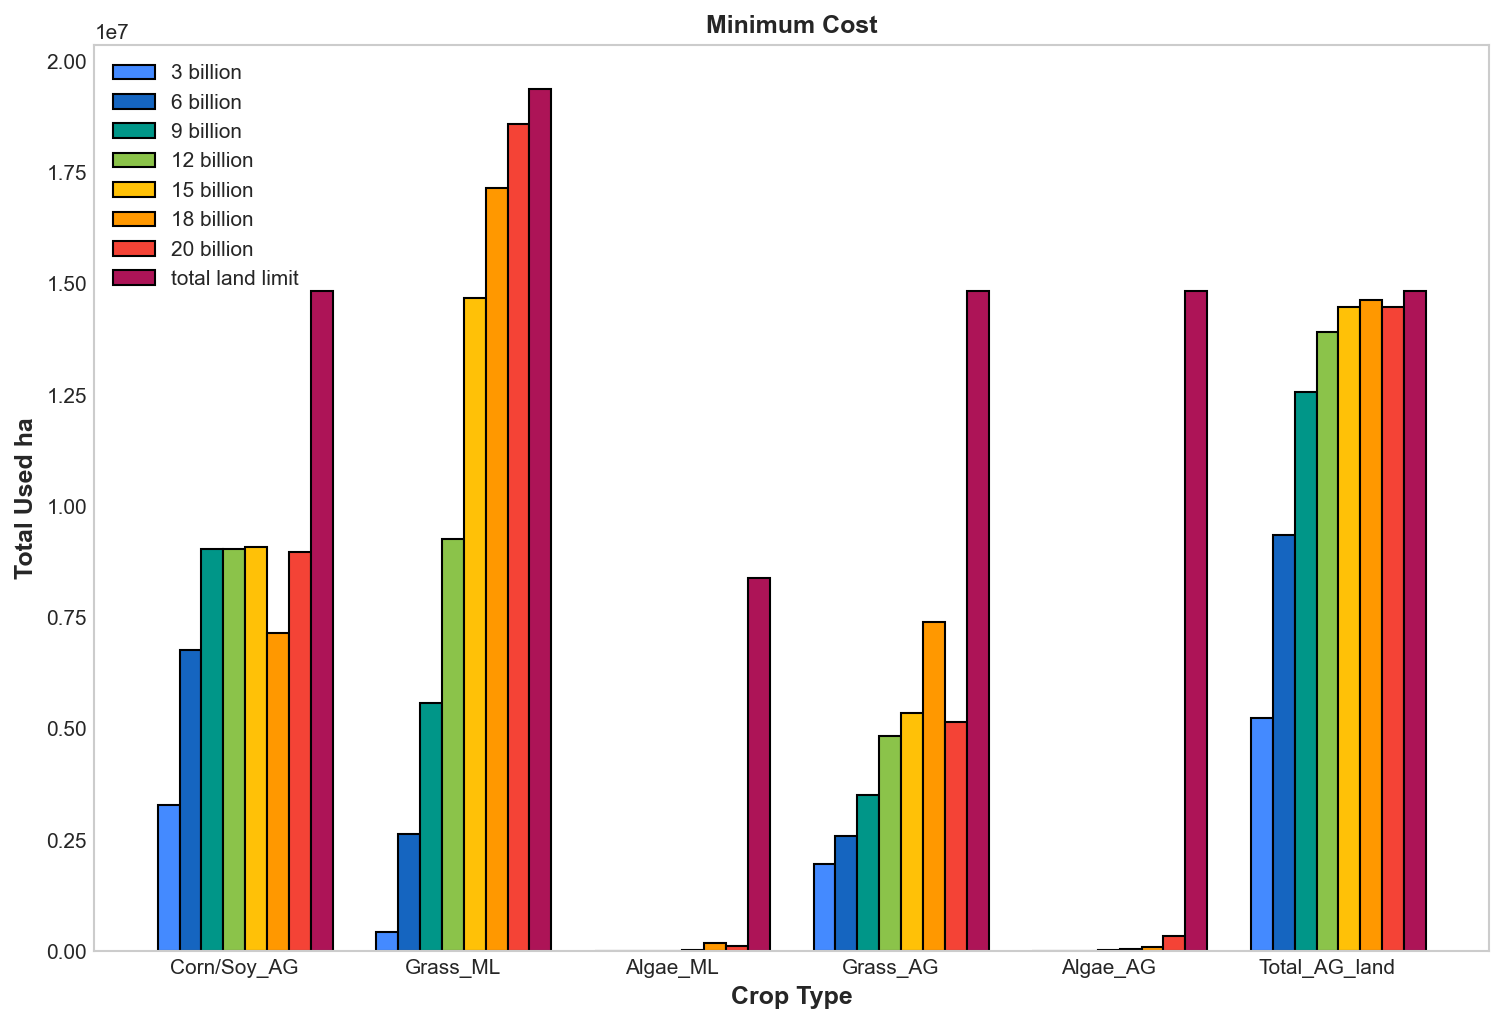 Minimum Cost
1e7
2.00
1.75
1.50
1.25
1.00
0.75
0.50
0.25
0.00
Total Used ha
3 billion
6 billion
9 billion
12 billion
15 billion
18 billion
20 billion
total land limit
Corn/Soy_AG
Grass_ML
Algae_ML
Grass_AG
Algae_AG
Total_AG_land
Crop Type